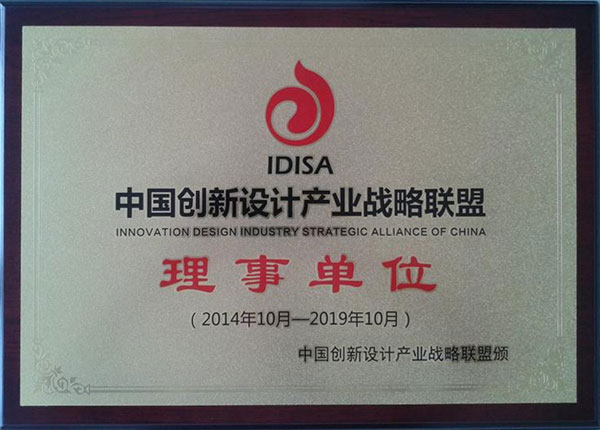 IDISA
中国创新设计产业战略联盟
INNOVATION DESIGN INDUSTRY STRATEGIC ALLIANCE OF CHINA
理事单位
（2014年10月—2019年10月）
中国创新设计产业战略联盟颁